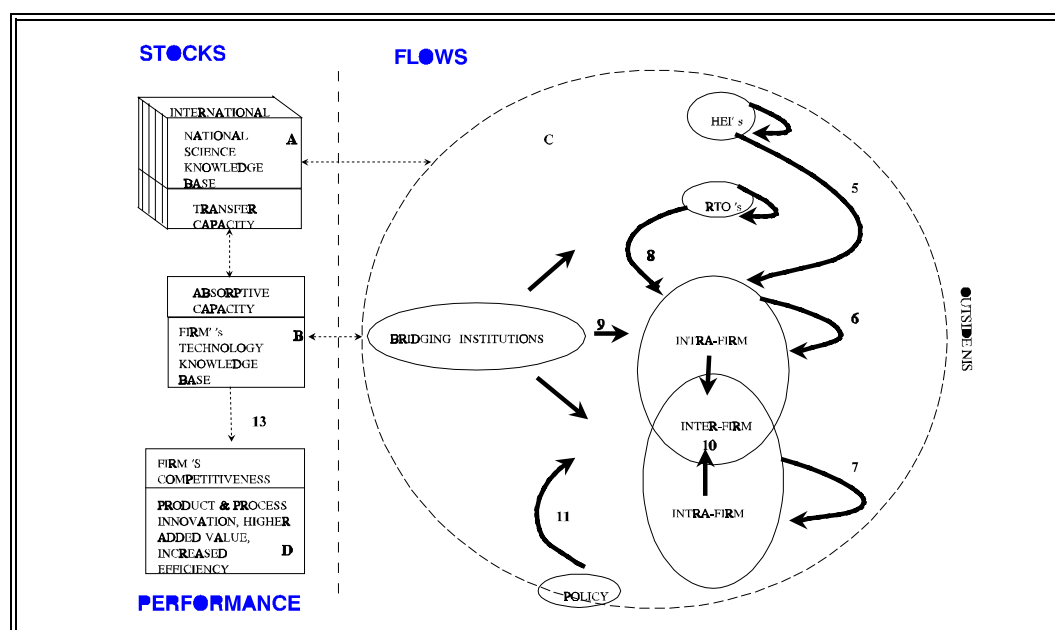 STOCKS
FLOWS
INTERNATIONAL
A
NATIONAL
SCIENCE
KNOWLEDGE
BASE
TRANSFER
CAPACITY
ABSORPTIVE
CAPACITY
FIRM'’s
TECHNOLOGY
KNOWLEDGE
BASE
B
13
FIRM 'S
COMPETITIVENESS
PRODUCT & PROCESS
INNOVATION, HIGHER
ADDED VALUE,
INCREASED
EFFICIENCY
D
PERFORMANCE
C
HEI' s
5
RTO 's
8
BRIDGING INSTITUTIONS
9
INTRA-FIRM
6
INTER-FIRM
10
7
INTRA-FIRM
11
POLICY
OUTSIDE NIS